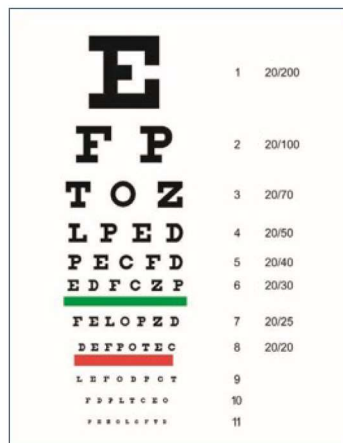 E 1 20/200
F P 2 20/100
T O Z 3 20/70
L P E D 4 20/50
P E C F D 5 20/40
E D F C Z P 6 20/30
F E L O P Z D 7 20/25
D E F P O T E C 8 20/20
L E F O D P C T 9
F D P L T C E O 10
11